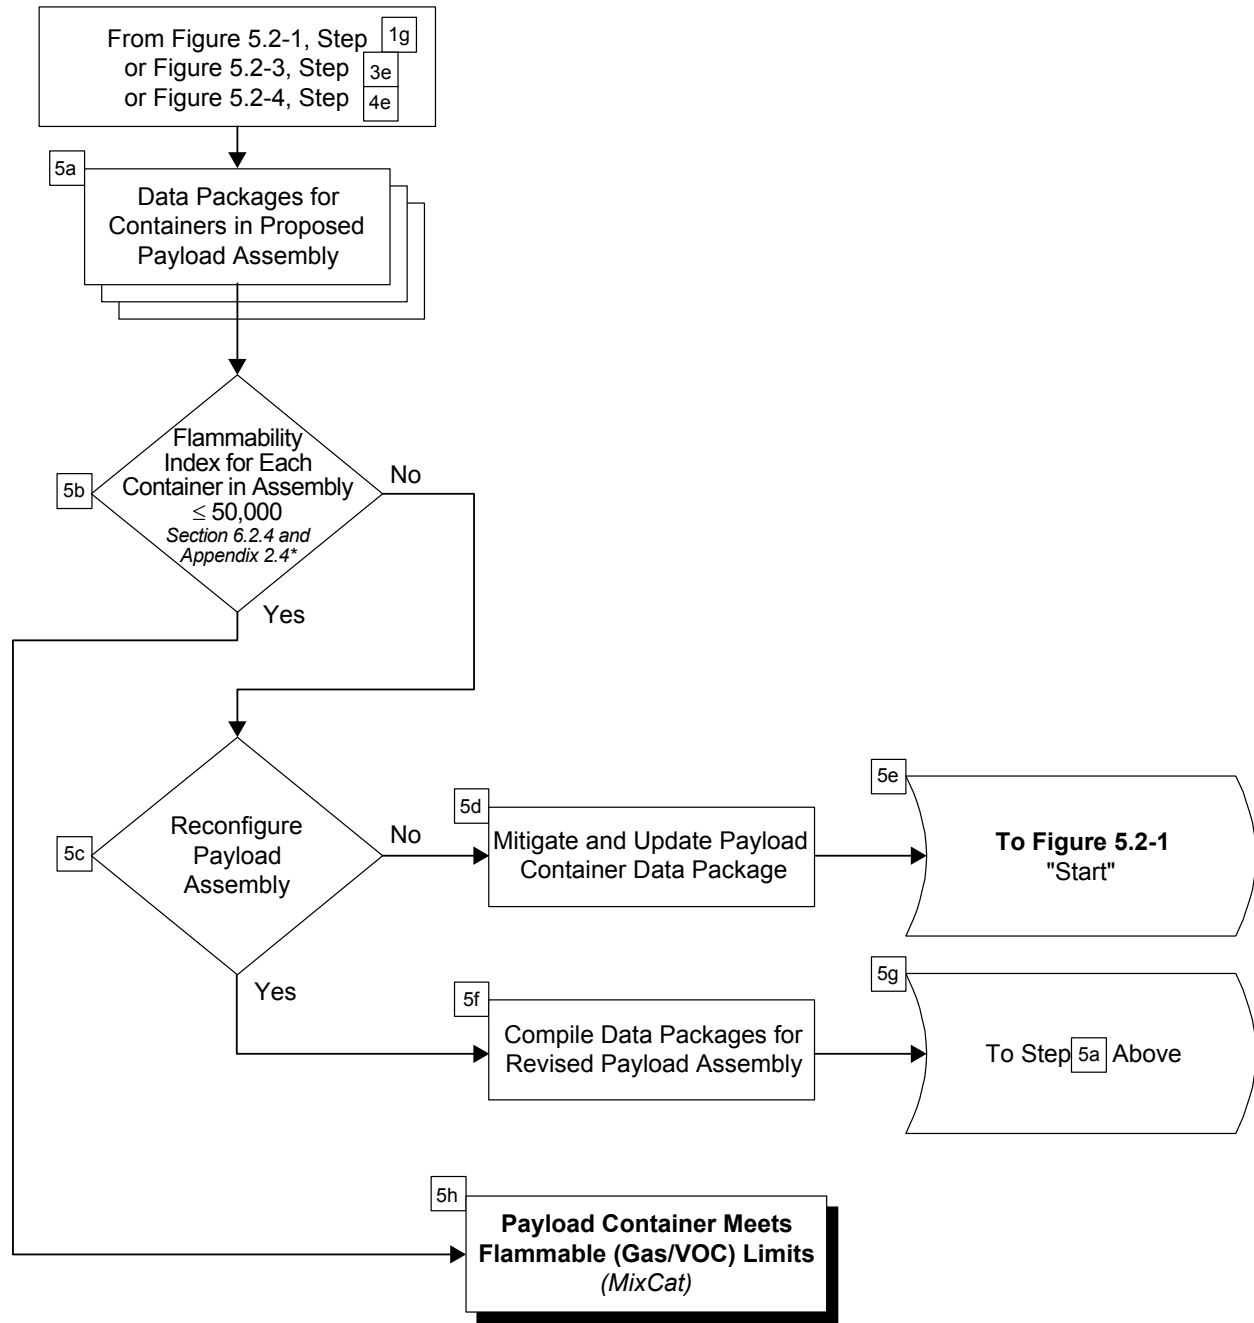 From Figure 5.2-1, Step 1g
or Figure 5.2-3, Step 3e
or Figure 5.2-4, Step 4e
5a
Data Packages for
Containers in Proposed
Payload Assembly
5b
Flammability
Index for Each
Container in Assembly
≤ 50,000
Section 6.2.4 and
Appendix 2.4*
No
Yes
5c
Reconfigure
Payload
Assembly
No
5d
Mitigate and Update Payload
Container Data Package
5e
To Figure 5.2-1
"Start"
Yes
5f
Compile Data Packages for
Revised Payload Assembly
5g
To Step 5a Above
5h
Payload Container Meets
Flammable (Gas/VOC) Limits
(MixCat)